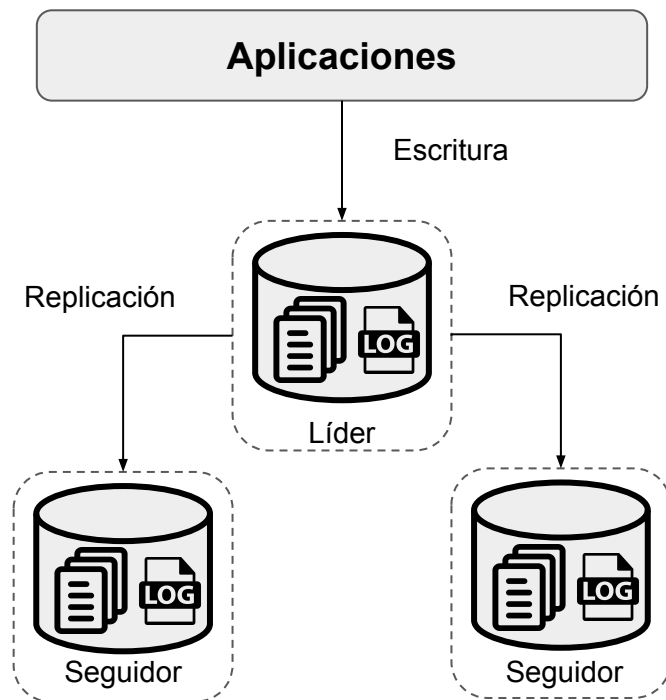 Aplicaciones
Escritura
Replicación
Replicación
LOG
Líder
LOG
Seguidor
LOG
Seguidor